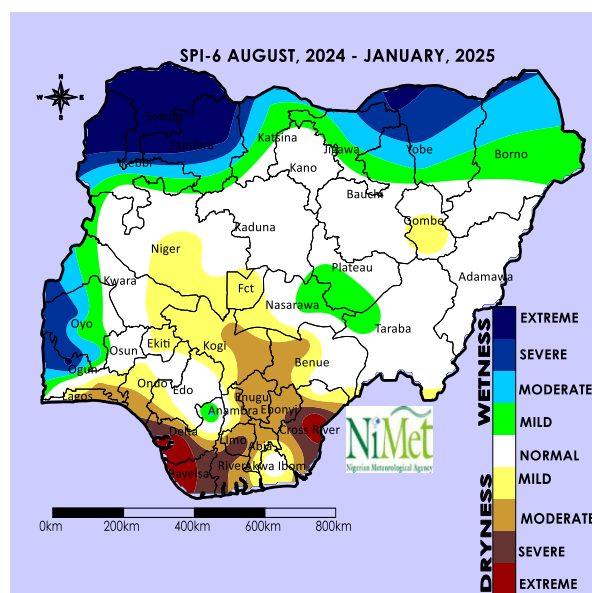 SPI-6 AUGUST, 2024 - JANUARY, 2025
N
W E
S
Sokoto
Zamfara
Kebbi
Katsina
Jigawa
Yobe
Borno
Kano
Bauchi
Gombe
Kaduna
Niger
Plateau
Adamawa
Kwara
Fct
Nasarawa
Taraba
Oyo
Osun
Ekiti
Kogi
Benue
Ogun
Ondo
Edo
Lagos
Enugu
Anambra
Ebonyi
Delta
Imo
Abia
Cross River
Bayelsa
Rivers
Akwa Ibom
NiMet
Nigerian Meteorological Agency
WETNESS
EXTREME
SEVERE
MODERATE
MILD
NORMAL
DRYNESS
MILD
MODERATE
SEVERE
EXTREME
0km 200km 400km 600km 800km